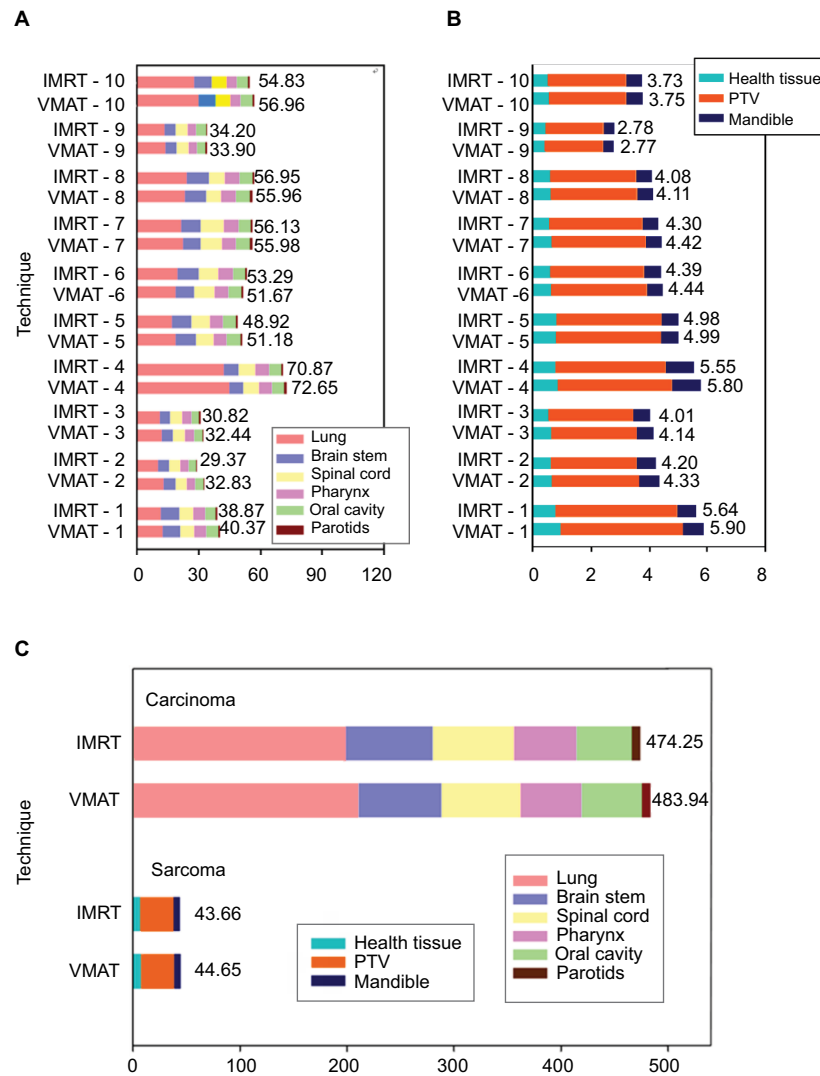 A
IMRT - 10 54.83
VMAT - 10 56.96
IMRT - 9 34.20
VMAT - 9 33.90
IMRT - 8 56.95
VMAT - 8 55.96
IMRT - 7 56.13
VMAT - 7 55.98
IMRT - 6 53.29
VMAT -6 51.67
IMRT - 5 48.92
VMAT - 5 51.18
IMRT - 4 70.87
VMAT - 4 72.65
IMRT - 3 30.82
VMAT - 3 32.44
IMRT - 2 29.37
VMAT - 2 32.83
IMRT - 1 38.87
VMAT - 1 40.37
Technique
Lung
Brain stem
Spinal cord
Pharynx
Oral cavity
Parotids
0 30 60 90 120
B
Health tissue
PTV
Mandible
IMRT - 10 3.73
VMAT - 10 3.75
IMRT - 9 2.78
VMAT - 9 2.77
IMRT - 8 4.08
VMAT - 8 4.11
IMRT - 7 4.30
VMAT - 7 4.42
IMRT - 6 4.39
VMAT -6 4.44
IMRT - 5 4.98
VMAT - 5 4.99
IMRT - 4 5.55
VMAT - 4 5.80
IMRT - 3 4.01
VMAT - 3 4.14
IMRT - 2 4.20
VMAT - 2 4.33
IMRT - 1 5.64
VMAT - 1 5.90
0 2 4 6 8
C
Carcinoma
IMRT 474.25
VMAT 483.94
Technique
Sarcoma
IMRT 43.66
VMAT 44.65
Health tissue
PTV
Mandible
Lung
Brain stem
Spinal cord
Pharynx
Oral cavity
Parotids
0 100 200 300 400 500